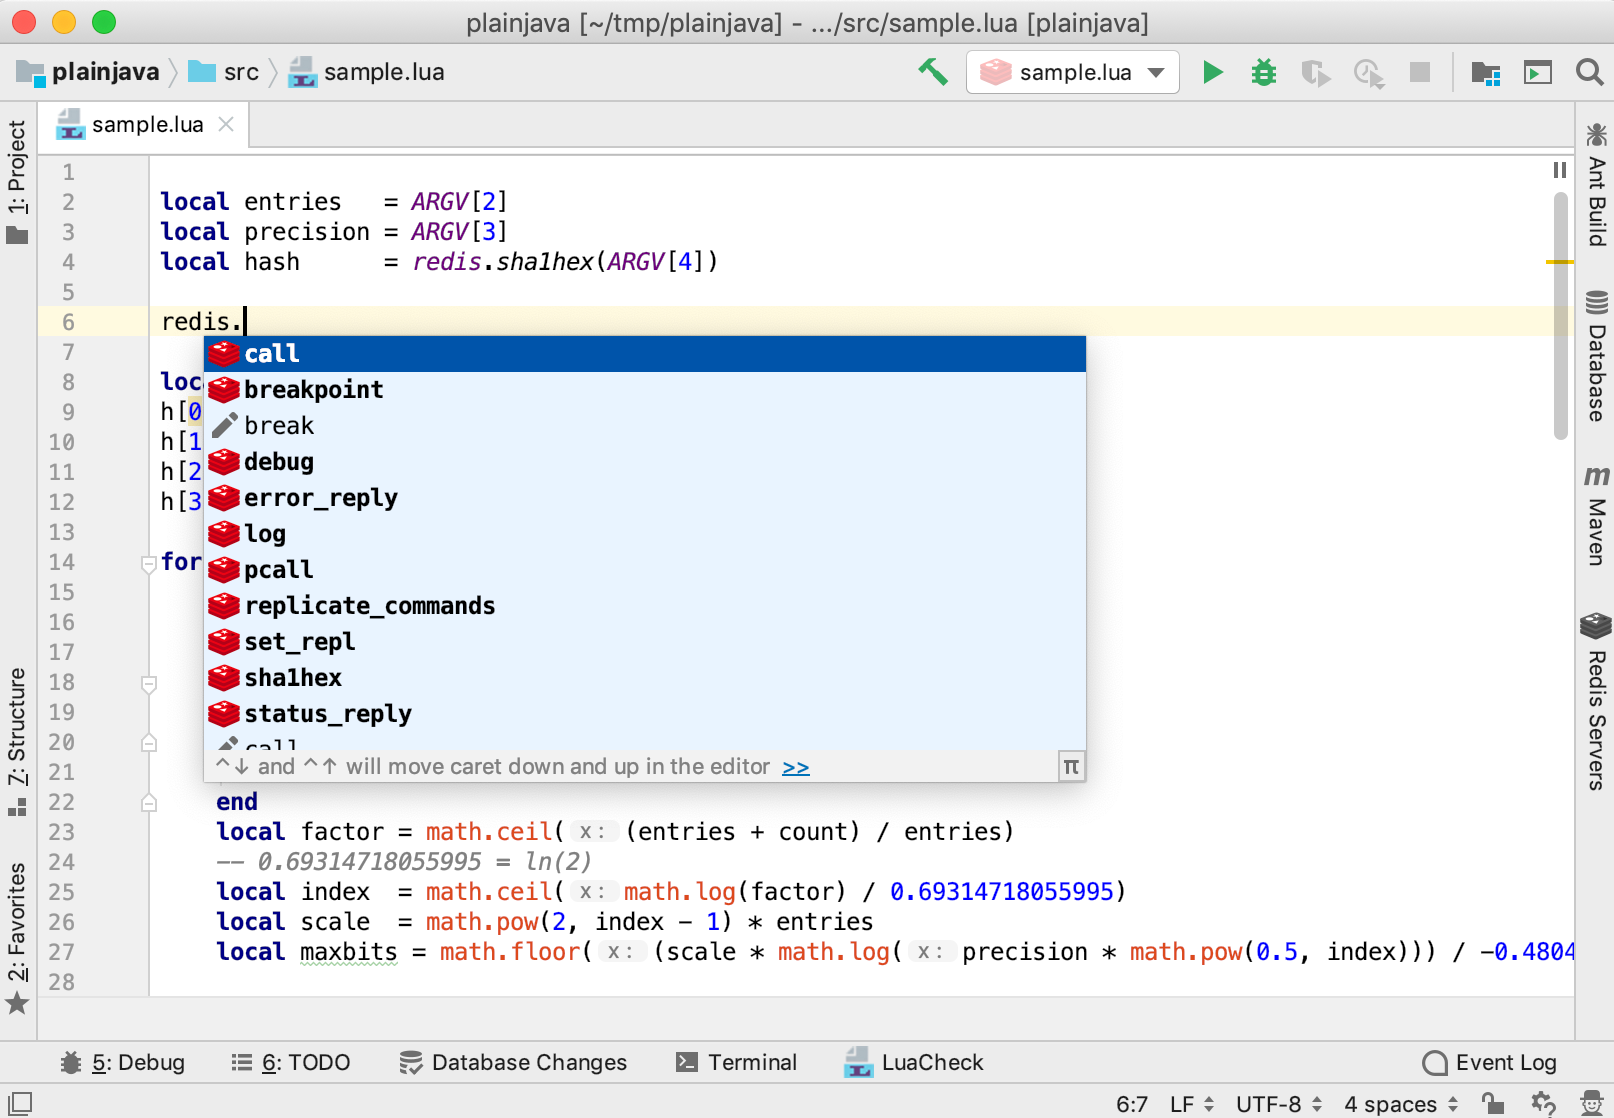 plainjava [~/tmp/plainjava] - .../src/sample.lua [plainjava]
plainjava src sample.lua
sample.lua
sample.lua
1: Project
7: Structure
2: Favorites
Ant Build
Database
Maven
Redis Servers
1
2 local entries   = ARGV[2]
3 local precision = ARGV[3]
4 local hash      = redis.sha1hex(ARGV[4])
5
6 redis.
7
8 loc
9 h[0
10 h[1
11 h[2
12 h[3
13
14 for
15
16
17
18
19
20
21
call
breakpoint
break
debug
error_reply
log
pcall
replicate_commands
set_repl
sha1hex
status_reply
call
^↓ and ^↑ will move caret down and up in the editor >> π
22 end
23 local factor = math.ceil( x: (entries + count) / entries)
24 -- 0.69314718055995 = ln(2)
25 local index  = math.ceil( x: math.log(factor) / 0.69314718055995)
26 local scale  = math.pow(2, index - 1) * entries
27 local maxbits = math.floor( x: (scale * math.log( x: precision * math.pow(0.5, index))) / -0.4804
28
5: Debug 6: TODO Database Changes Terminal LuaCheck Event Log
6:7 LF UTF-8 4 spaces